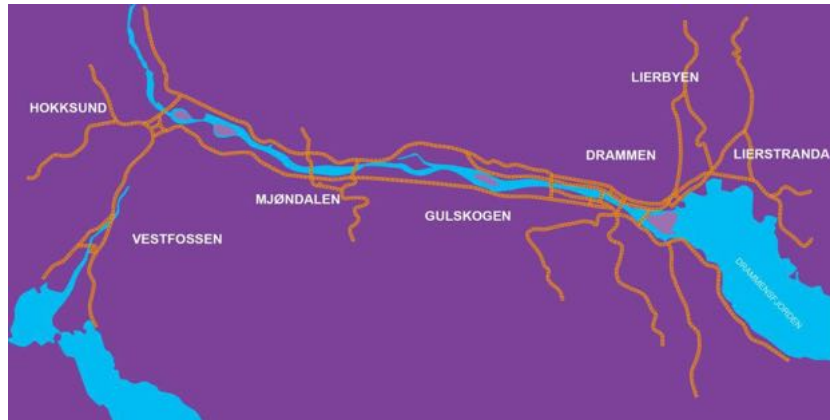 LIERBYEN
HOKKSUND
DRAMMEN
LIERSTRANDA
MJØNDALEN
GULSKOGEN
VESTFOSSEN
DRAMMENSFJORDEN